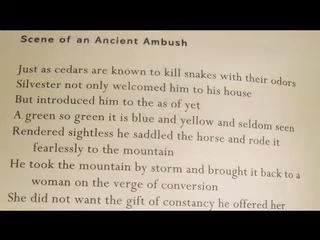 Scene of an Ancient Ambush
Just as cedars are known to kill snakes with their odors
Silvester not only welcomed him to his house
But introduced him to the as of yet
A green so green it is blue and yellow and seldom seen
Rendered sightless he saddled the horse and rode it
fearlessly to the mountain
He took the mountain by storm and brought it back to a
woman on the verge of conversion
She did not want the gift of constancy he offered her